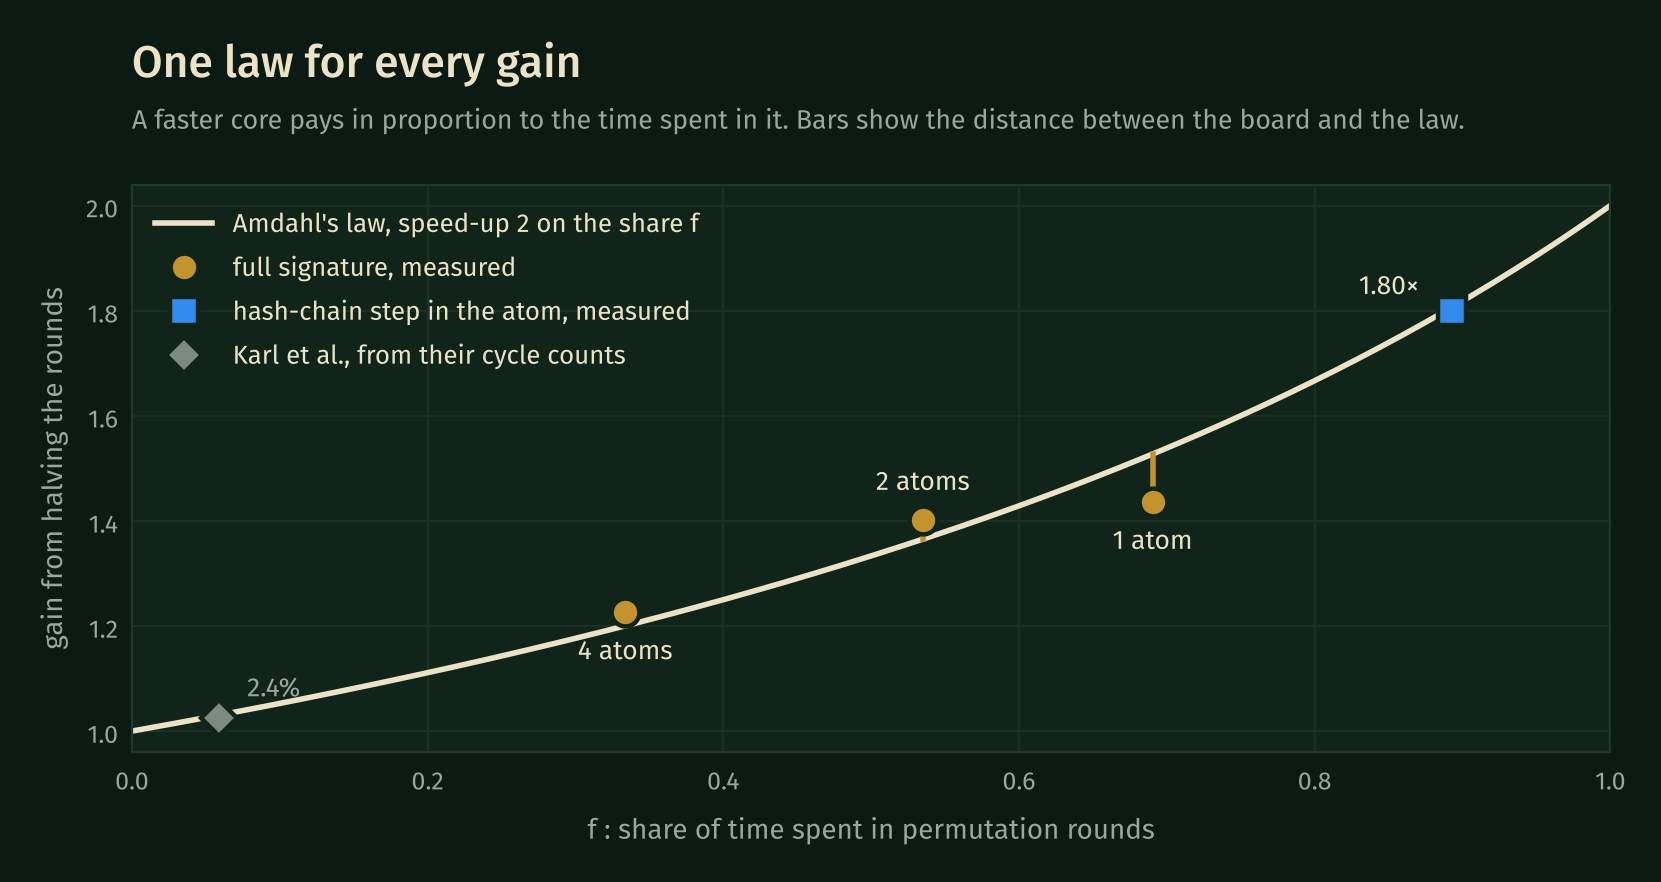 One law for every gain
A faster core pays in proportion to the time spent in it. Bars show the distance between the board and the law.
gain from halving the rounds
2.0
1.8
1.6
1.4
1.2
1.0
Amdahl's law, speed-up 2 on the share f
full signature, measured
hash-chain step in the atom, measured
Karl et al., from their cycle counts
1.80×
2 atoms
1 atom
4 atoms
2.4%
0.0
0.2
0.4
0.6
0.8
1.0
f : share of time spent in permutation rounds